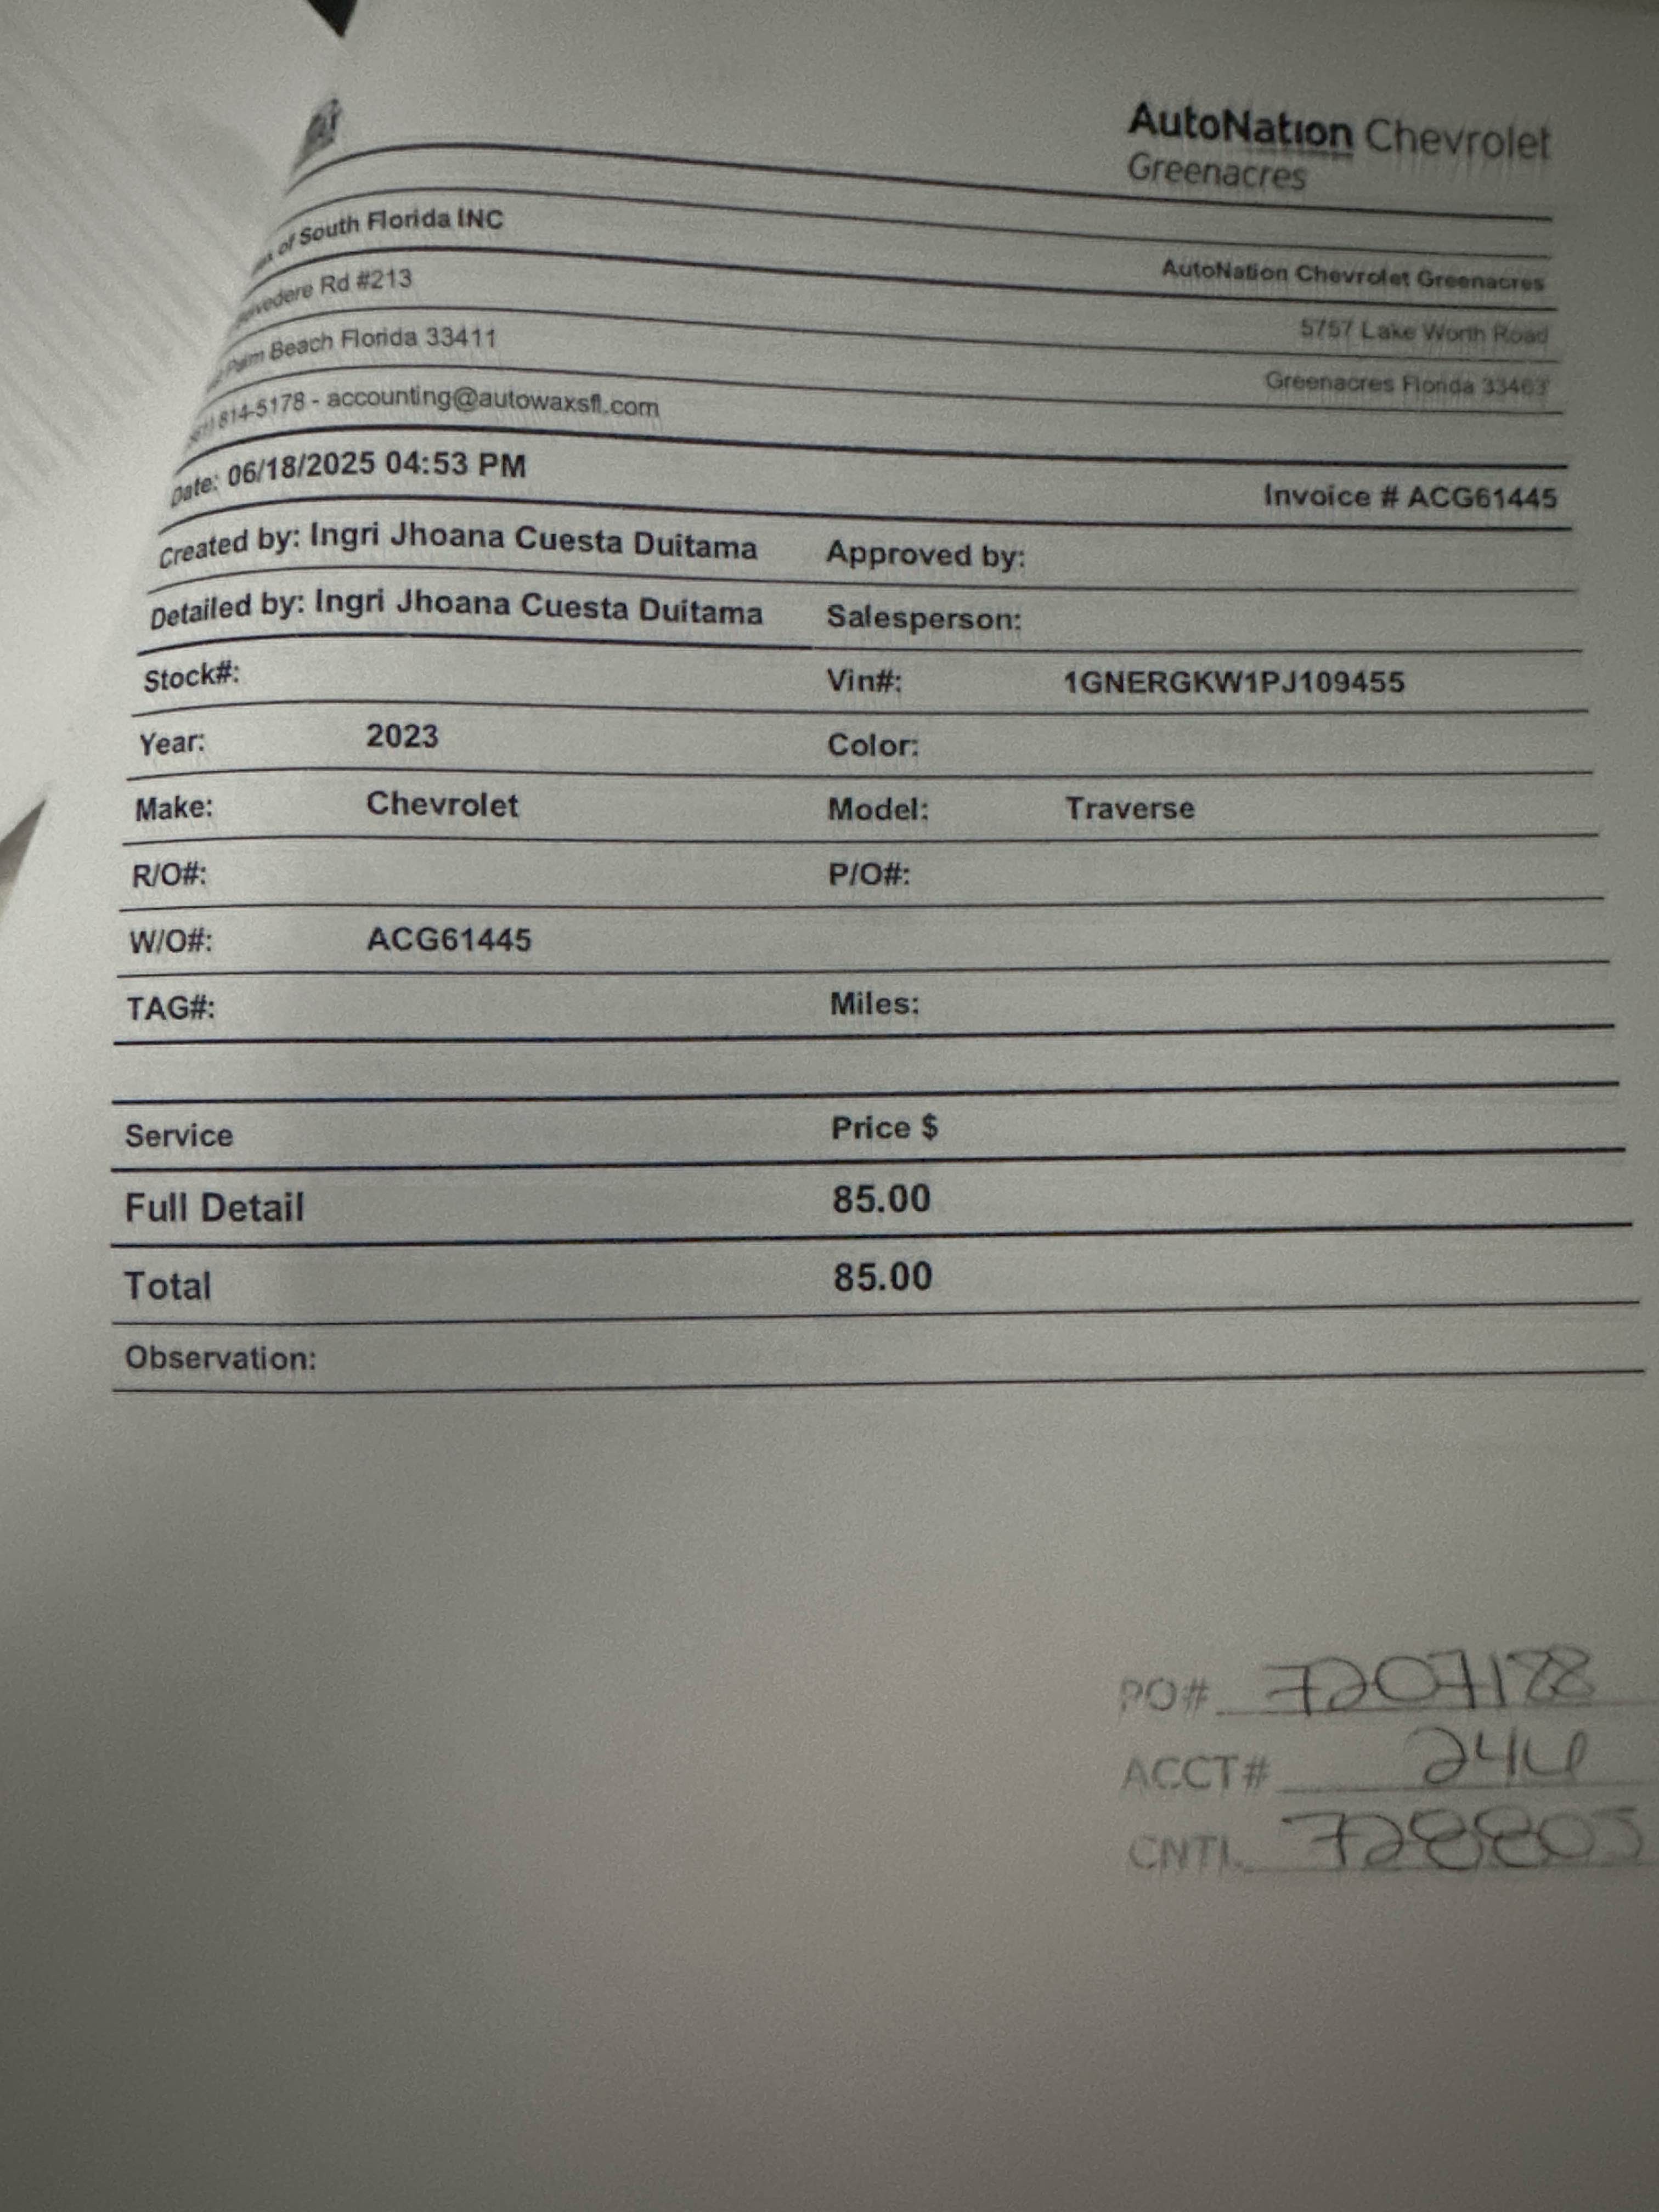 AutoNation Chevrolet
Greenacres
of South Florida INC
AutoNation Chevrolet Greenacres
Rd #213
5757 Lake Worth Road
Palm Beach Florida 33411
Greenacres Florida 33463
814-5178 - accounting@autowaxsfl.com
Date: 06/18/2025 04:53 PM
Invoice # ACG61445
Created by: Ingri Jhoana Cuesta Duitama Approved by:
Detailed by: Ingri Jhoana Cuesta Duitama Salesperson:
Stock#: Vin#: 1GNERGKW1PJ109455
Year: 2023 Color:
Make: Chevrolet Model: Traverse
R/O#: P/O#:
W/O#: ACG61445
TAG#: Miles:
Service Price $
Full Detail 85.00
Total 85.00
Observation:
PO# 7207188
ACCT#
CNTL 728805